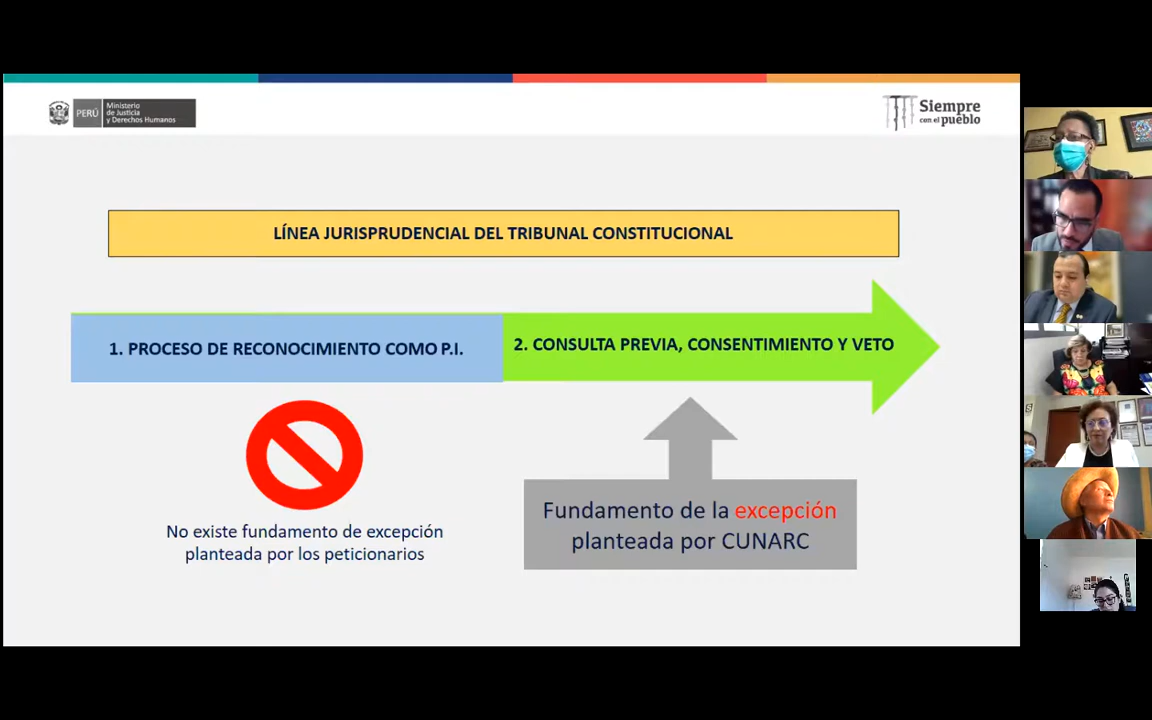 PERÚ
Ministerio
de Justicia
y Derechos Humanos
Siempre
con el pueblo
LÍNEA JURISPRUDENCIAL DEL TRIBUNAL CONSTITUCIONAL
1. PROCESO DE RECONOCIMIENTO COMO P.I.
2. CONSULTA PREVIA, CONSENTIMIENTO Y VETO
No existe fundamento de excepción
planteada por los peticionarios
Fundamento de la excepción
planteada por CUNARC